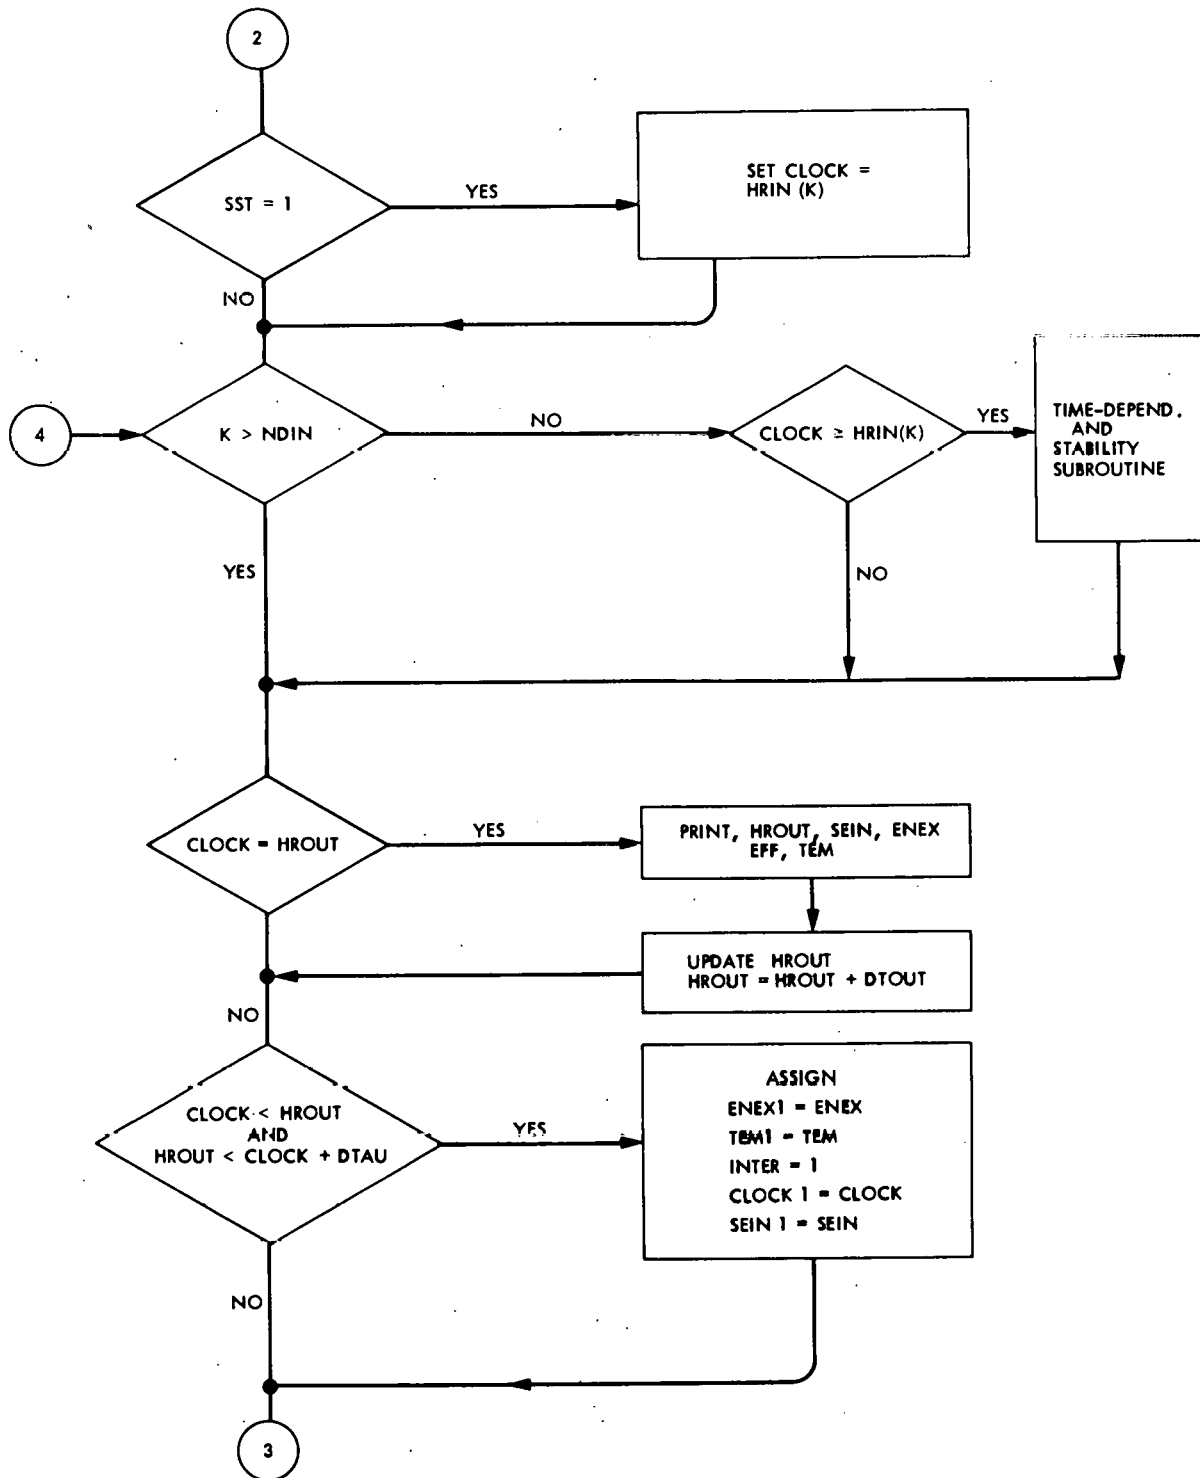 2
SST = 1
YES
SET CLOCK =
HRIN (K)
NO
4
K > NDIN
NO
CLOCK ≥ HRIN(K)
YES
TIME-DEPEND.
AND
STABILITY
SUBROUTINE
YES
NO
CLOCK = HROUT
YES
PRINT, HROUT, SEIN, ENEX
EFF, TEM
UPDATE HROUT
HROUT = HROUT + DTOUT
NO
CLOCK < HROUT
AND
HROUT < CLOCK + DTAU
YES
ASSIGN
ENEX1 = ENEX
TEM1 = TEM
INTER = 1
CLOCK 1 = CLOCK
SEIN 1 = SEIN
NO
3